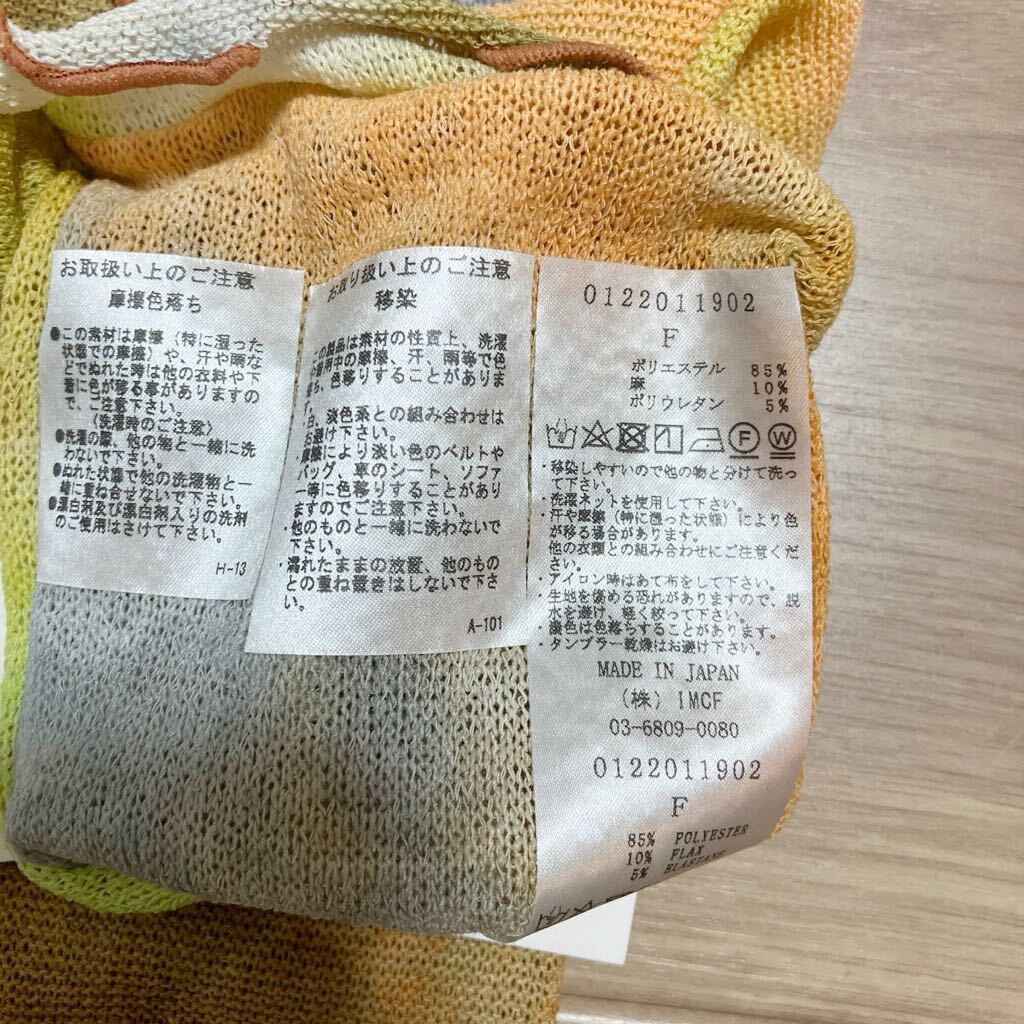 お取扱い上のご注意
摩擦色落ち
●この素材は摩擦（特に湿った
状態での摩擦）や、汗や雨な
どでぬれた時は他の衣料や下
着に色が移る事がありますの
で、ご注意下さい。
〈洗濯時のご注意〉
●洗濯の際、他の物と一緒に洗
わないで下さい。
●ぬれた状態で他の洗濯物と一
緒に重ね合せないで下さい。
●漂白剤及び漂白剤入りの洗剤
のご使用はさけて下さい。
H-13
お取り扱い上のご注意
移染
この製品は素材の性質上、洗濯
や着用中の摩擦、汗、雨等で色
落ち、色移りすることがありま
す。
・白、淡色系との組み合わせは
お避け下さい。
・摩擦により淡い色のベルトや
バッグ、車のシート、ソファ
ー等に色移りすることがあり
ますのでご注意下さい。
・他のものと一緒に洗わないで
下さい。
・濡れたままの放置、他のもの
との重ね置きはしないで下さ
い。
A-101
0122011902
F
ポリエステル 85%
麻 10%
ポリウレタン 5%
・移染しやすいので他の物と分けて洗っ
て下さい。
・洗濯ネットを使用して下さい。
・汗や摩擦（特に湿った状態）により色
が移る場合があります。
他の衣類との組み合わせにご注意くだ
さい。
・アイロン時はあて布をして下さい。
・生地を傷める恐れがありますので、脱
水を避け、軽く絞って下さい。
・濃色は色落ちすることがあります。
・タンブラー乾燥はお避け下さい。
MADE IN JAPAN
（株）IMCF
03-6809-0080
0122011902
F
85% POLYESTER
10% FLAX
5% ELASTANE